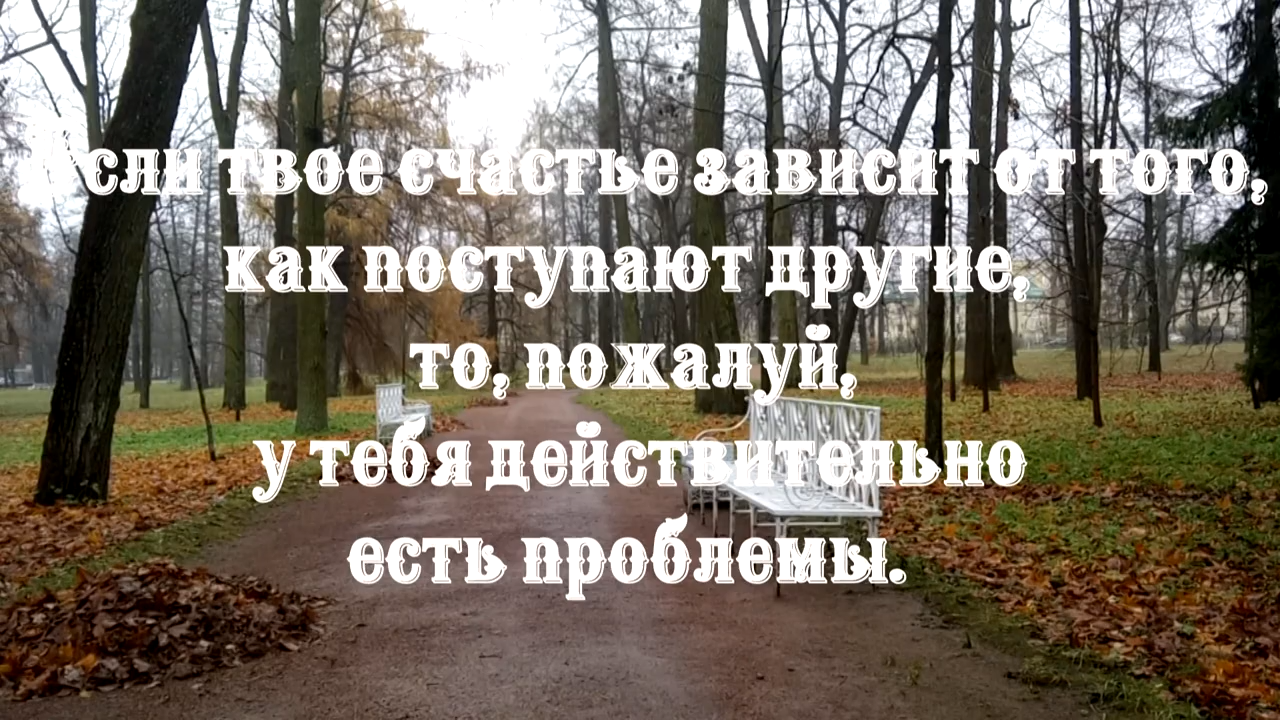 Если твое счастье зависит от того,
как поступают другие,
то, пожалуй,
у тебя действительно
есть проблемы.